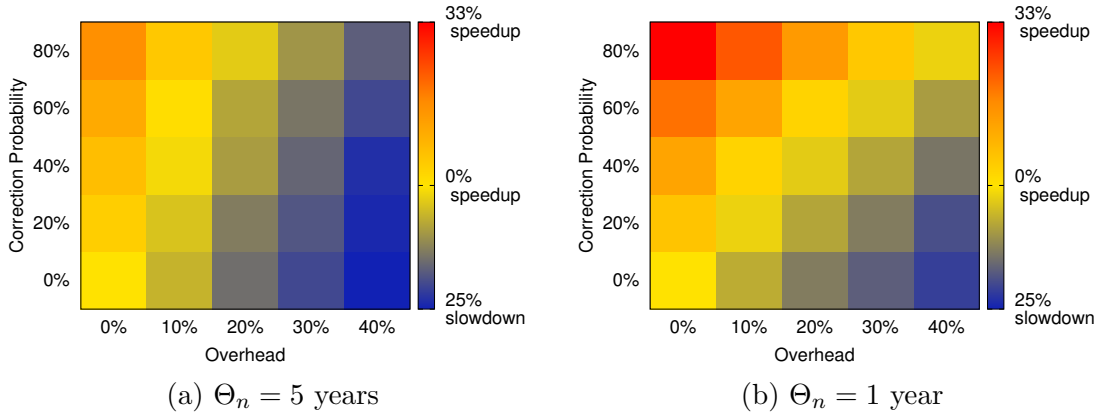 33%
speedup
80%
60%
40%
20%
0%
Correction Probability
0%
speedup
25%
slowdown
0% 10% 20% 30% 40%
Overhead
(a) Θn = 5 years
33%
speedup
80%
60%
40%
20%
0%
Correction Probability
0%
speedup
25%
slowdown
0% 10% 20% 30% 40%
Overhead
(b) Θn = 1 year